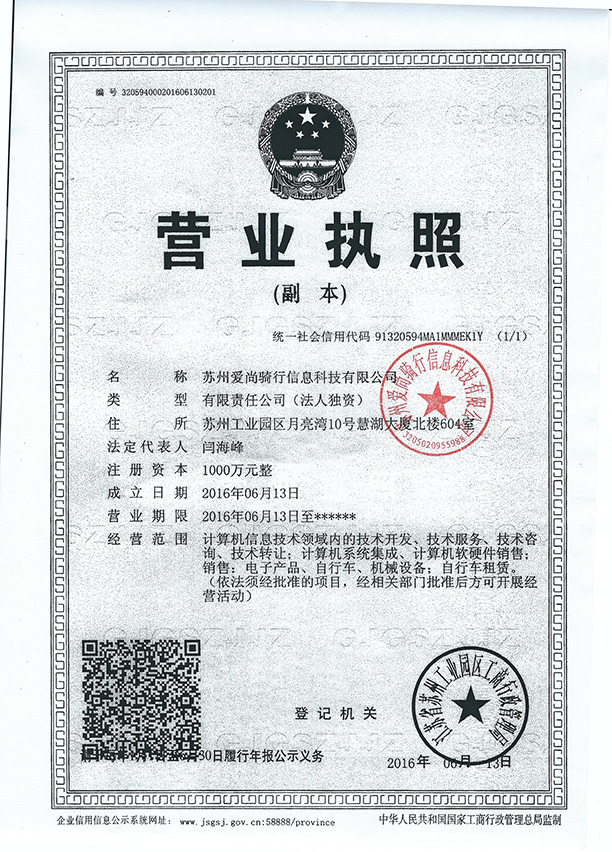 编 号 320594000201606130201
营业执照
(副 本)
统一社会信用代码 91320594MA1MMMEK1Y (1/1)
名 称 苏州爱尚骑行信息科技有限公司
类 型 有限责任公司（法人独资）
住 所 苏州工业园区月亮湾10号慧湖大厦北楼604室
法定代表人 闫海峰
注册资本 1000万元整
成立日期 2016年06月13日
营业期限 2016年06月13日至******
经营范围 计算机信息技术领域内的技术开发、技术服务、技术咨
询、技术转让；计算机系统集成、计算机软硬件销售；
销售：电子产品、自行车、机械设备；自行车租赁。
（依法须经批准的项目，经相关部门批准后方可开展经
营活动）
苏州爱尚骑行信息科技有限公司
3205020955988
江苏省苏州工业园区工商行政管理局
登记机关
30日履行年报公示义务
2016年 06月 13日
企业信用信息公示系统网址: www.jsgsj.gov.cn:58888/province
中华人民共和国国家工商行政管理总局监制